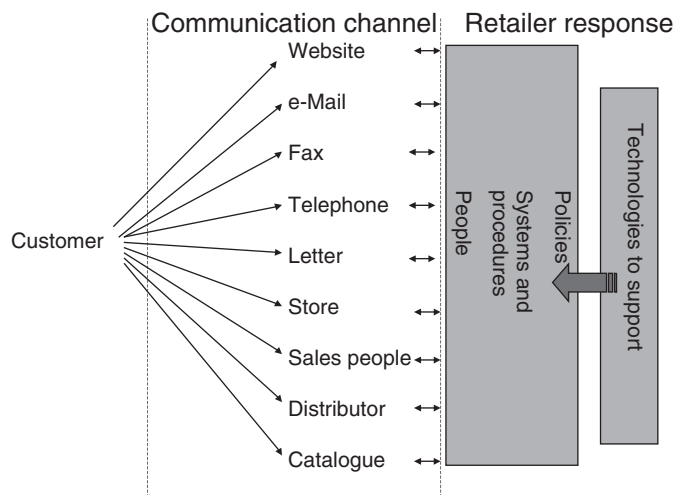 Communication channel
Retailer response
Customer
Website
e-Mail
Fax
Telephone
Letter
Store
Sales people
Distributor
Catalogue
People
Systems and
procedures
Policies
Technologies to support